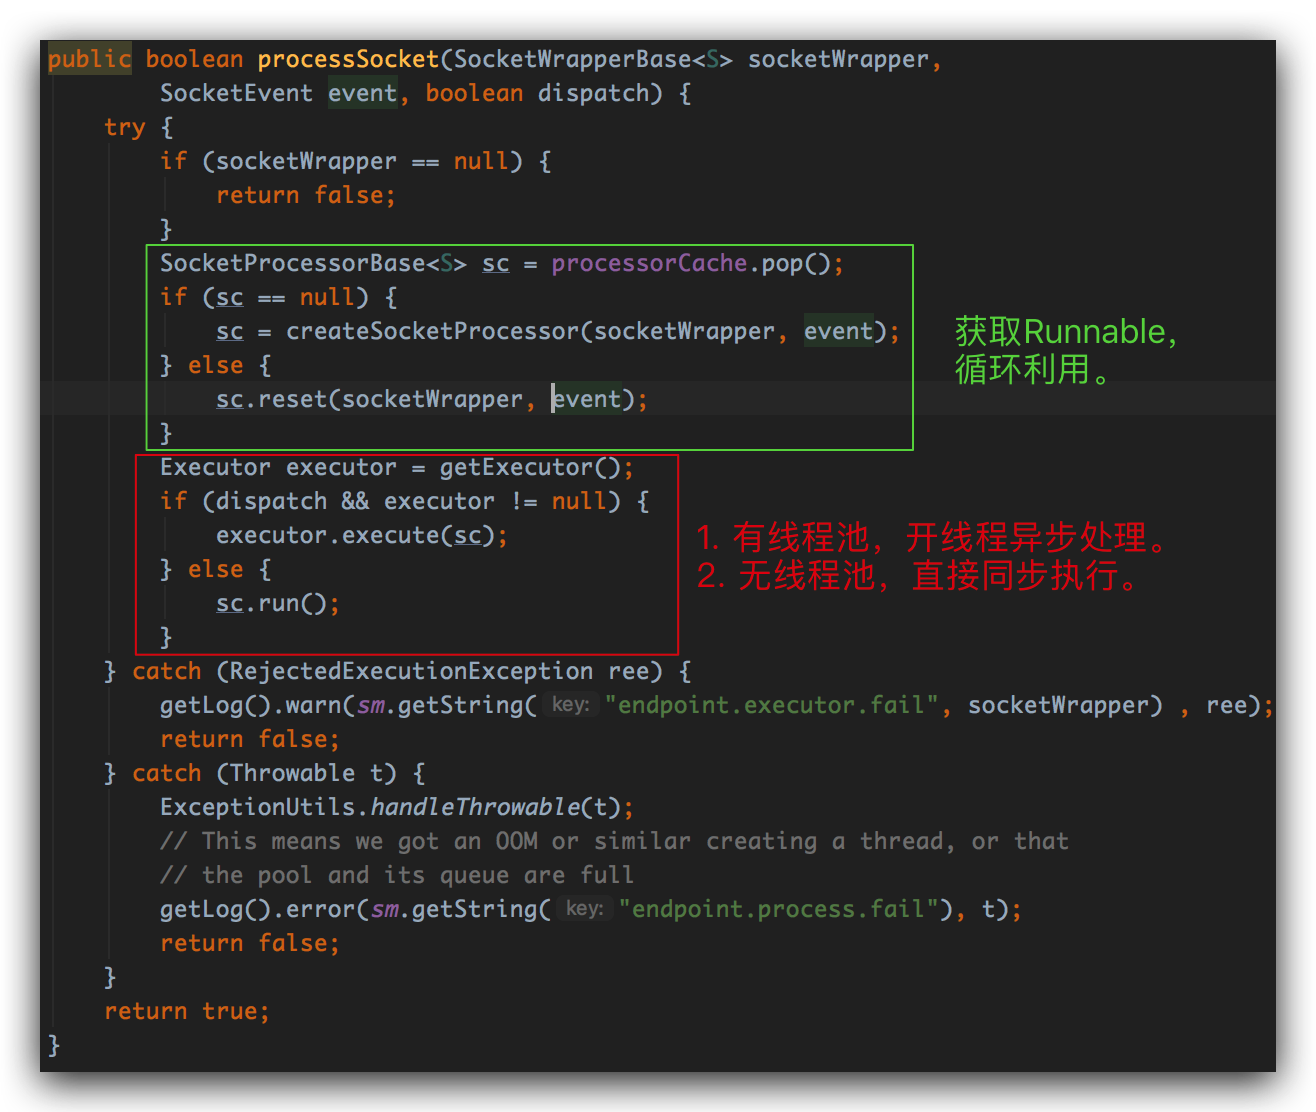 public boolean processSocket(SocketWrapperBase<S> socketWrapper,
SocketEvent event, boolean dispatch) {
try {
if (socketWrapper == null) {
return false;
}
SocketProcessorBase<S> sc = processorCache.pop();
if (sc == null) {
sc = createSocketProcessor(socketWrapper, event);
} else {
sc.reset(socketWrapper, event);
}
获取Runnable,
循环利用。
Executor executor = getExecutor();
if (dispatch && executor != null) {
executor.execute(sc);
} else {
sc.run();
}
1. 有线程池，开线程异步处理。
2. 无线程池，直接同步执行。
} catch (RejectedExecutionException ree) {
getLog().warn(sm.getString( key: "endpoint.executor.fail", socketWrapper) , ree);
return false;
} catch (Throwable t) {
ExceptionUtils.handleThrowable(t);
// This means we got an OOM or similar creating a thread, or that
// the pool and its queue are full
getLog().error(sm.getString( key: "endpoint.process.fail"), t);
return false;
}
return true;
}